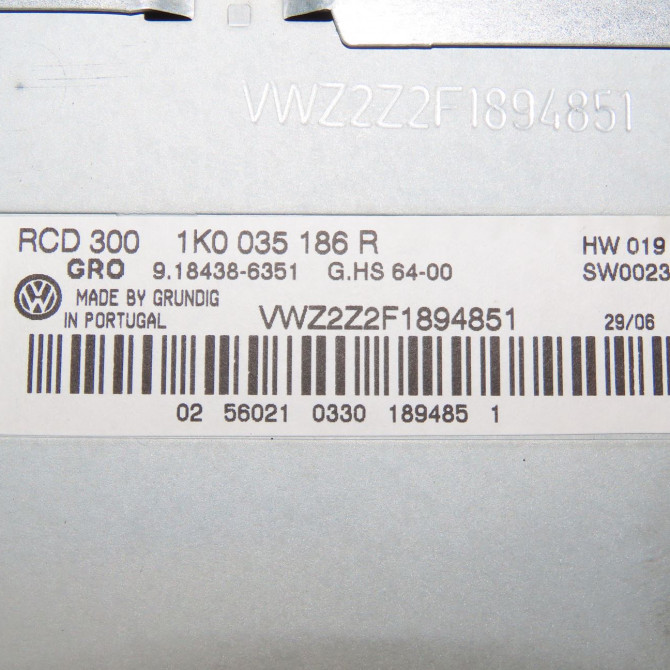 VWZ2Z2F1894851
RCD 300 1K0 035 186 R HW 019
GRO 9.18438-6351 G.HS 64-00 SW0023
MADE BY GRUNDIG
IN PORTUGAL VWZ2Z2F1894851 29/06
02 56021 0330 189485 1